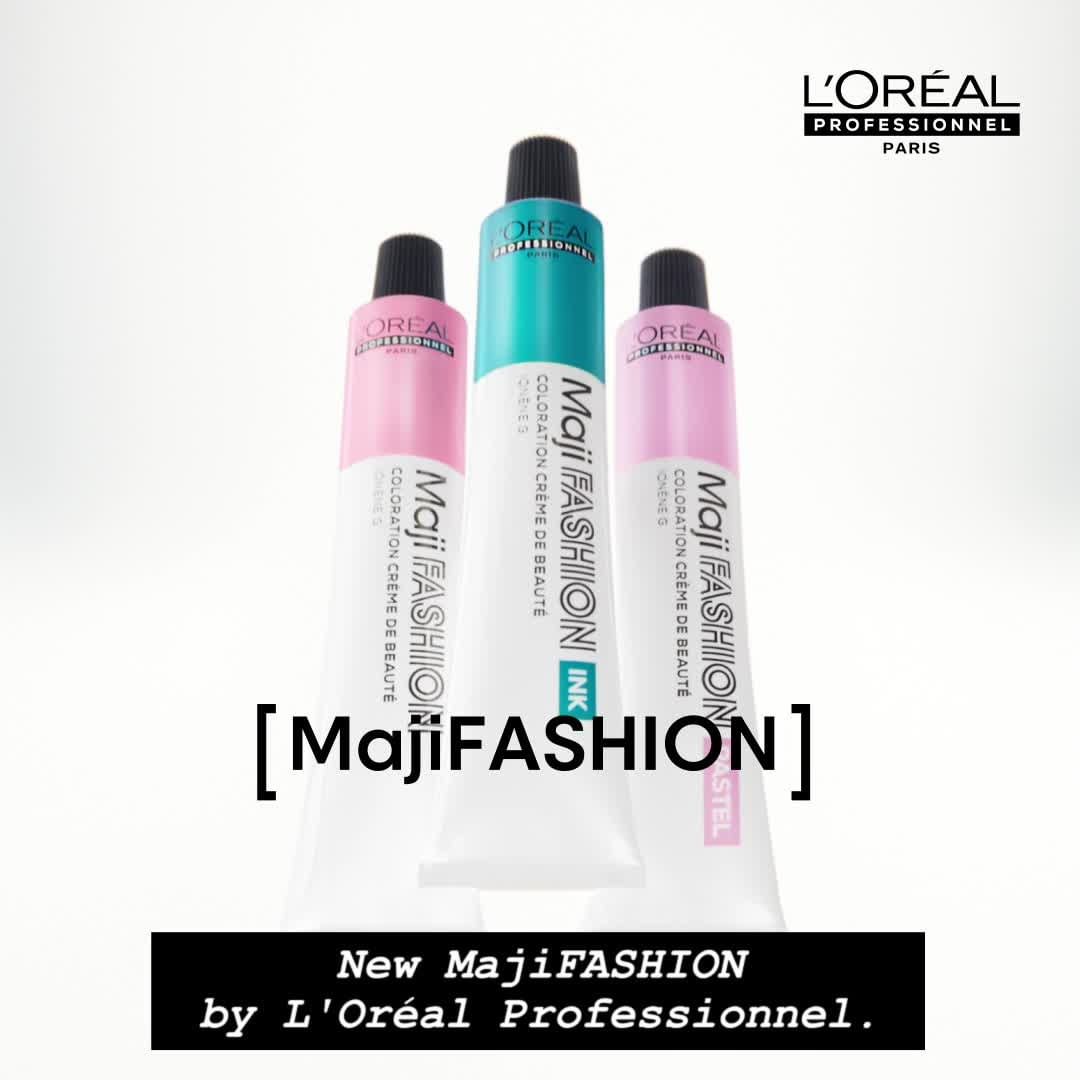 L'ORÉAL
PROFESSIONNEL
PARIS
L'ORÉAL
PROFESSIONNEL
PARIS
Maji FASHION
COLORATION CRÈME DE BEAUTÉ
IONÈNE G
L'ORÉAL
PROFESSIONNEL
PARIS
Maji FASHION
COLORATION CRÈME DE BEAUTÉ
IONÈNE G
INK
L'ORÉAL
PROFESSIONNEL
PARIS
Maji FASHION
COLORATION CRÈME DE BEAUTÉ
IONÈNE G
PASTEL
[MajiFASHION]
New MajiFASHION
by L'Oréal Professionnel.